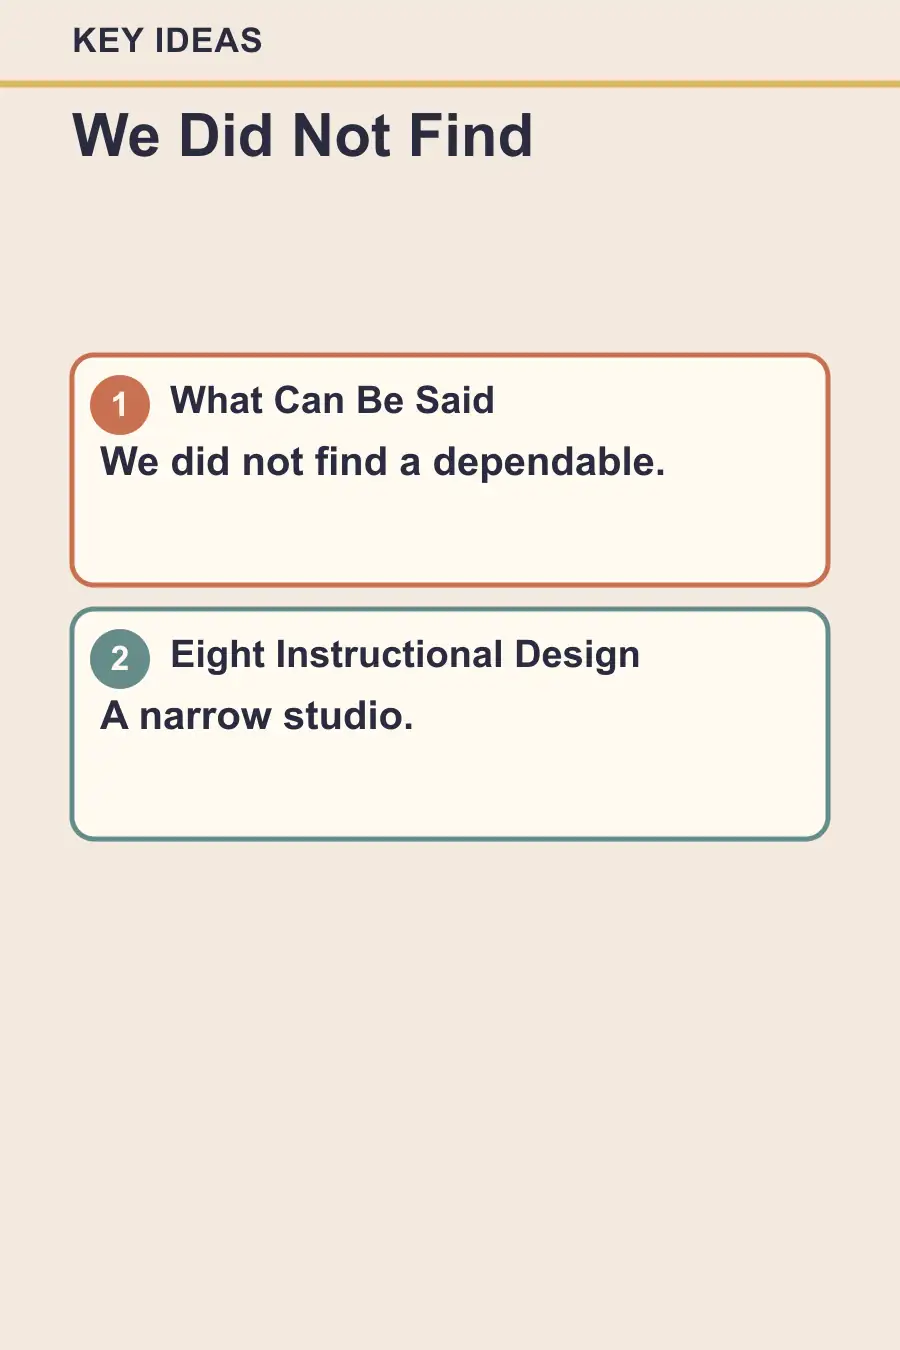 KEY IDEAS
We Did Not Find
1 What Can Be Said
We did not find a dependable.
2 Eight Instructional Design
A narrow studio.